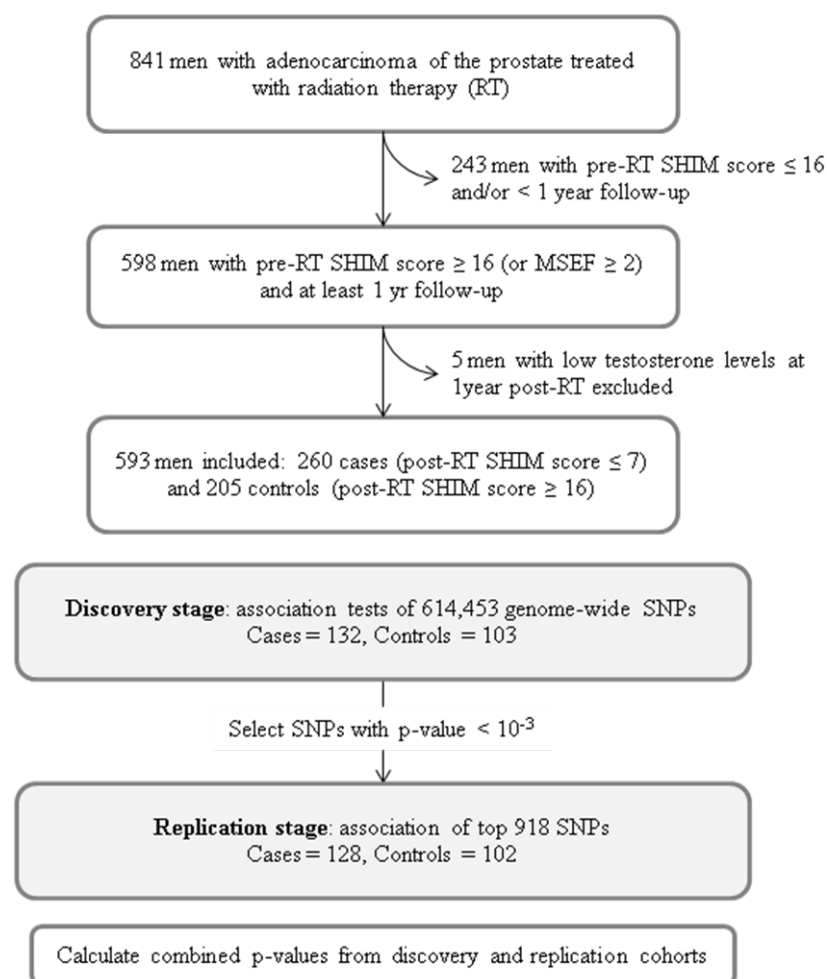 841 men with adenocarcinoma of the prostate treated
with radiation therapy (RT)
243 men with pre-RT SHIM score ≤ 16
and/or < 1 year follow-up
598 men with pre-RT SHIM score ≥ 16 (or MSEF ≥ 2)
and at least 1 yr follow-up
5 men with low testosterone levels at
1year post-RT excluded
593 men included: 260 cases (post-RT SHIM score ≤ 7)
and 205 controls (post-RT SHIM score ≥ 16)
Discovery stage: association tests of 614,453 genome-wide SNPs
Cases = 132, Controls = 103
Select SNPs with p-value < 10-3
Replication stage: association of top 918 SNPs
Cases = 128, Controls = 102
Calculate combined p-values from discovery and replication cohorts